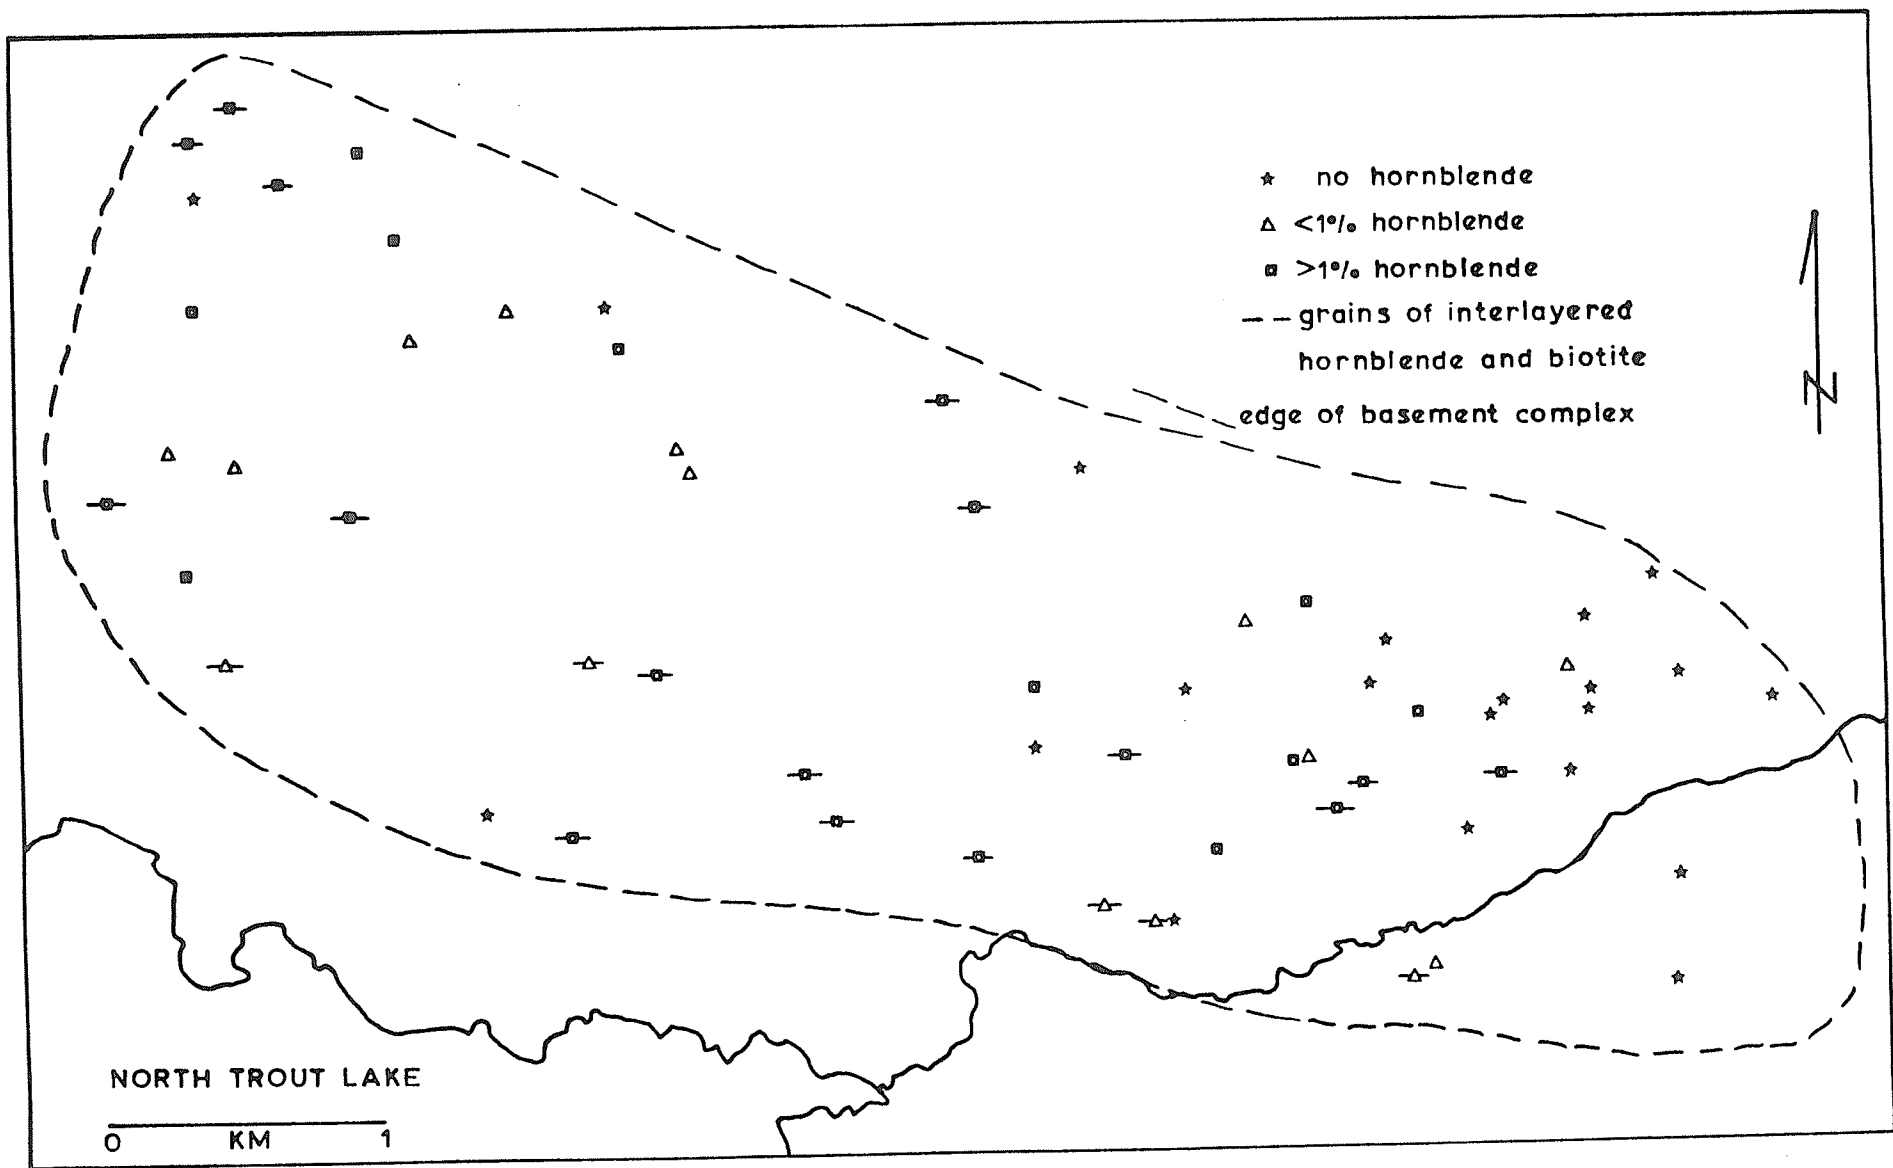 no hornblende
<1% hornblende
>1% hornblende
grains of interlayered
hornblende and biotite
edge of basement complex
N
NORTH TROUT LAKE
0 KM 1